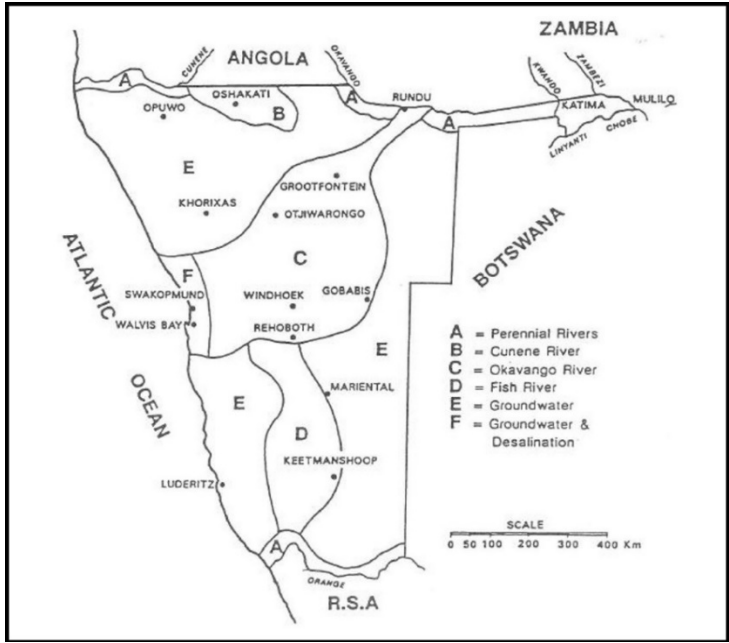 ZAMBIA
ANGOLA
CUNENE
OKAVANGO
KWANDO
ZAMBEZI
A
OSHAKATI
OPUWO
B
A
RUNDU
A
KATIMA
MULILO
LINYANTI
CHOBE
E
GROOTFONTEIN
KHORIXAS
OTJIWARONGO
ATLANTIC
OCEAN
BOTSWANA
F
C
SWAKOPMUND
WINDHOEK
GOBABIS
WALVIS BAY
REHOBOTH
E
A = Perennial Rivers
B = Cunene River
C = Okavango River
D = Fish River
E = Groundwater
F = Groundwater &
Desalination
MARIENTAL
E
D
KEETMANSHOOP
LUDERITZ
SCALE
0 50 100 200 300 400 Km
A
ORANGE
R.S.A